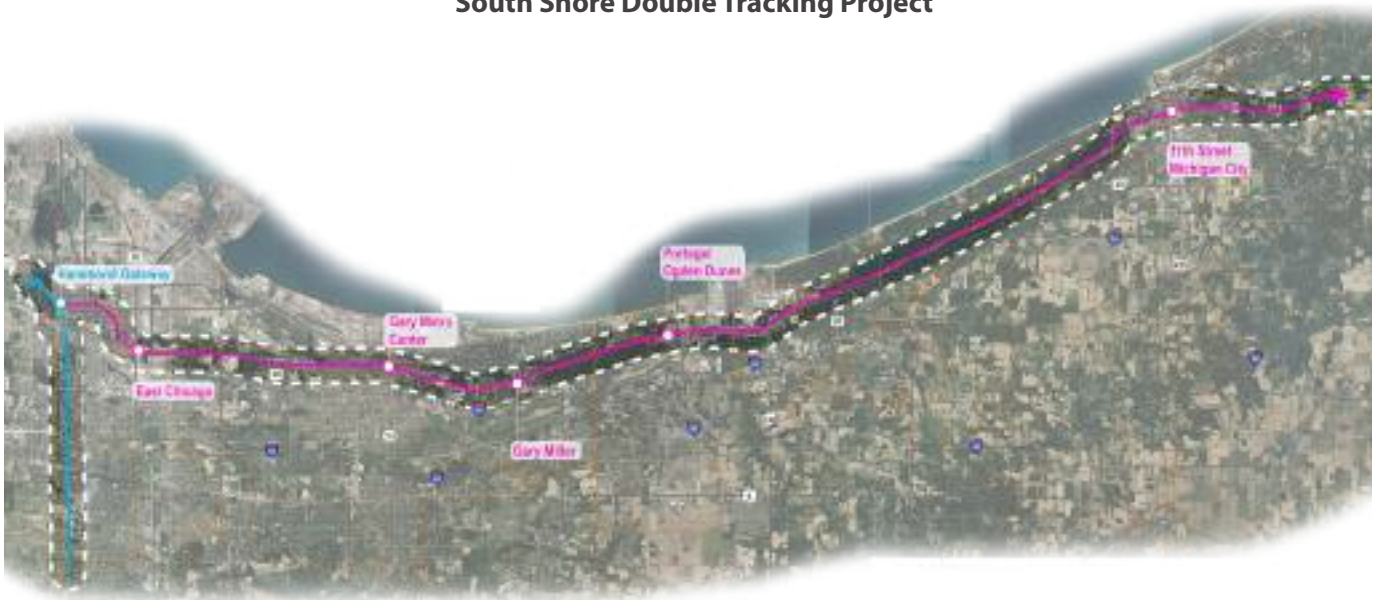 South Shore Double Tracking Project
11th Street
Michigan City
Portage/
Ogden Dunes
Hammond Gateway
Gary Metro
Center
East Chicago
Gary Miller